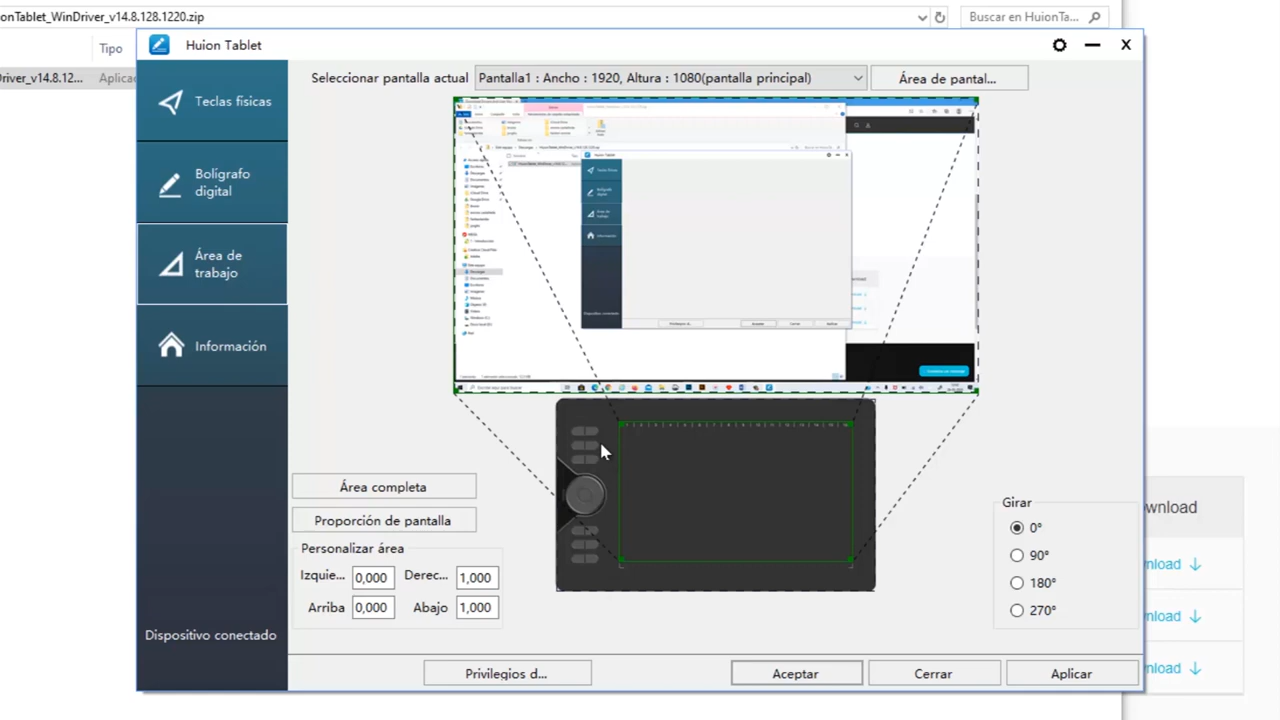 onTablet_WinDriver_v14.8.128.1220.zip
Buscar en HuionTa...
Tipo
Driver_v14.8.12...
Aplicac
Huion Tablet
Teclas físicas
Bolígrafo
digital
Área de
trabajo
Información
Dispositivo conectado
Seleccionar pantalla actual
Pantalla1 : Ancho : 1920, Altura : 1080(pantalla principal)
Área de pantal...
Área completa
Proporción de pantalla
Personalizar área
Izquie... 0,000 Derec... 1,000
Arriba 0,000 Abajo 1,000
Girar
0°
90°
180°
270°
Privilegios d...
Aceptar
Cerrar
Aplicar
wnload
nload ↓
nload ↓
nload ↓